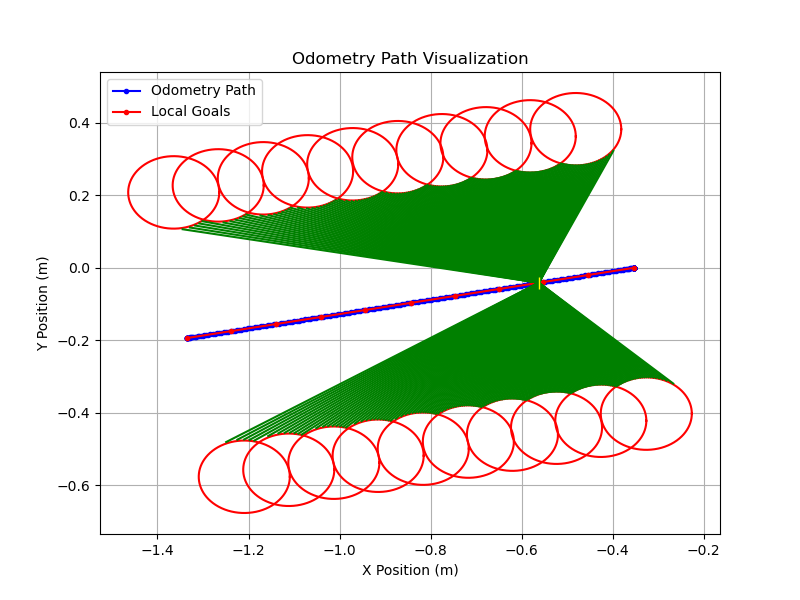 Odometry Path Visualization
Odometry Path
Local Goals
0.4
0.2
0.0
−0.2
−0.4
−0.6
Y Position (m)
−1.4 −1.2 −1.0 −0.8 −0.6 −0.4 −0.2
X Position (m)